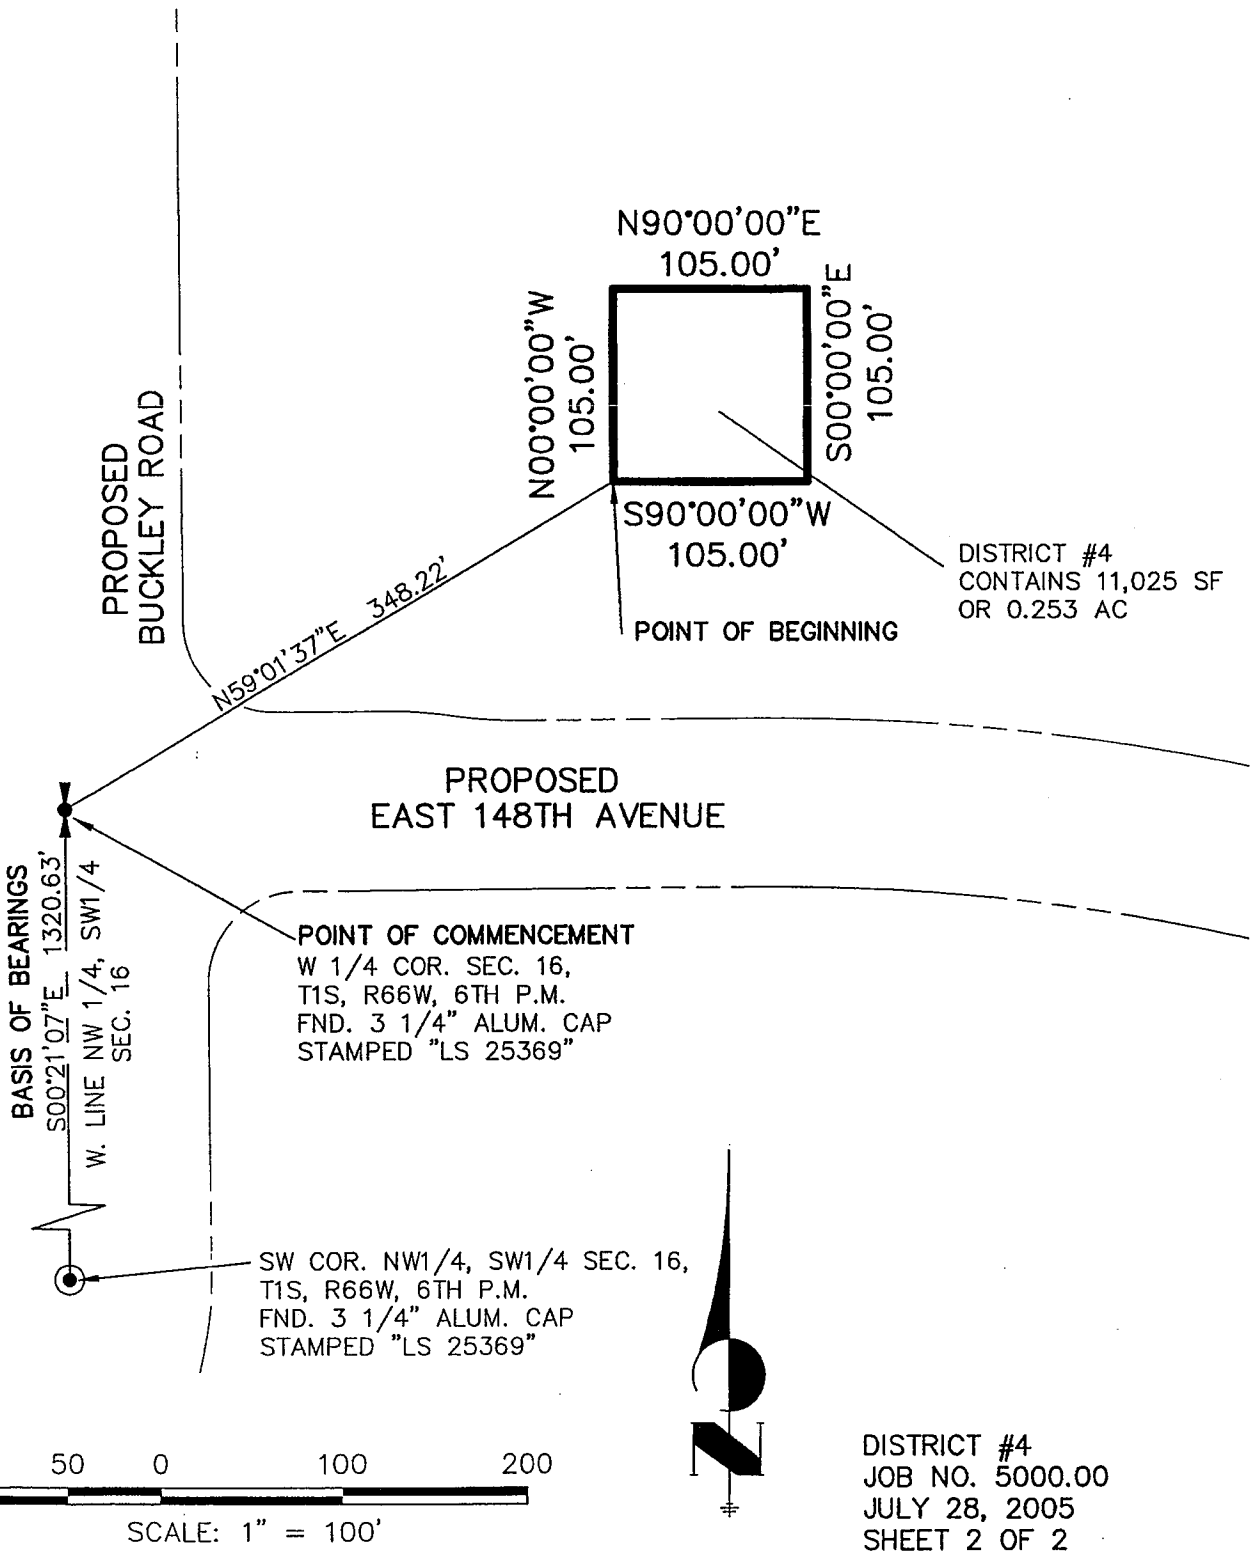 N90°00'00"E
105.00'
N00°00'00"W
105.00'
S00°00'00"E
105.00'
S90°00'00"W
105.00'
PROPOSED
BUCKLEY ROAD
DISTRICT #4
CONTAINS 11,025 SF
OR 0.253 AC
POINT OF BEGINNING
N59°01'37"E 348.22'
PROPOSED
EAST 148TH AVENUE
BASIS OF BEARINGS
S00°21'07"E 1320.63'
W. LINE NW 1/4, SW1/4
SEC. 16
POINT OF COMMENCEMENT
W 1/4 COR. SEC. 16,
T1S, R66W, 6TH P.M.
FND. 3 1/4" ALUM. CAP
STAMPED "LS 25369"
SW COR. NW1/4, SW1/4 SEC. 16,
T1S, R66W, 6TH P.M.
FND. 3 1/4" ALUM. CAP
STAMPED "LS 25369"
N
50 0 100 200
SCALE: 1" = 100'
DISTRICT #4
JOB NO. 5000.00
JULY 28, 2005
SHEET 2 OF 2